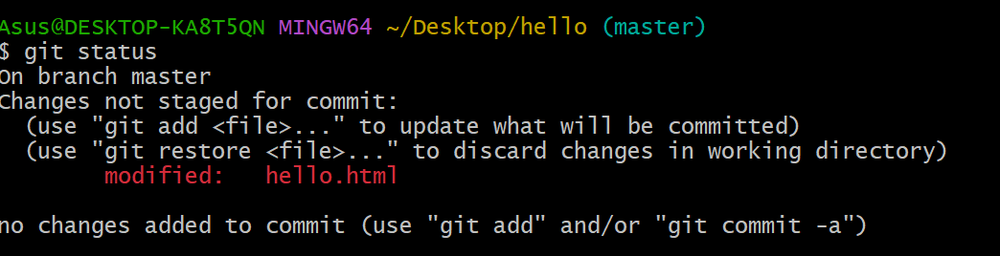 Asus@DESKTOP-KA8T5QN MINGW64 ~/Desktop/hello (master)
$ git status
On branch master
Changes not staged for commit:
  (use "git add <file>..." to update what will be committed)
  (use "git restore <file>..." to discard changes in working directory)
        modified:   hello.html

no changes added to commit (use "git add" and/or "git commit -a")